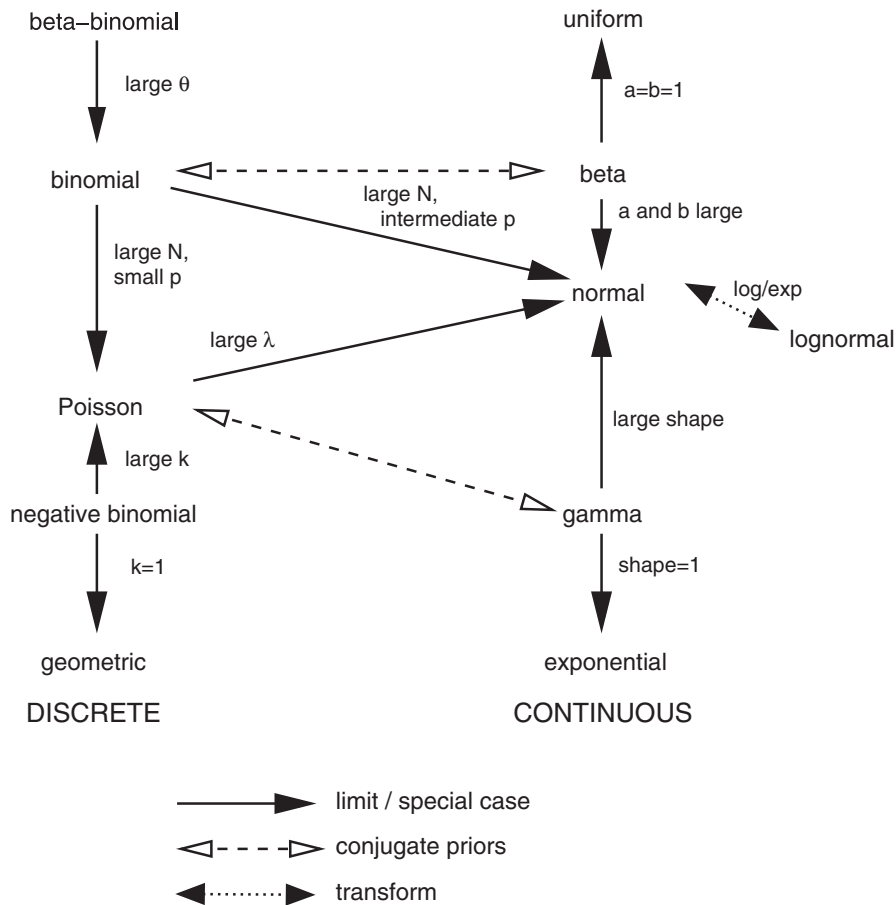 beta−binomial
uniform
large θ
a=b=1
binomial
beta
large N,
intermediate p
a and b large
large N,
small p
normal
log/exp
lognormal
large λ
Poisson
large shape
large k
negative binomial
gamma
k=1
shape=1
geometric
exponential
DISCRETE
CONTINUOUS
limit / special case
conjugate priors
transform